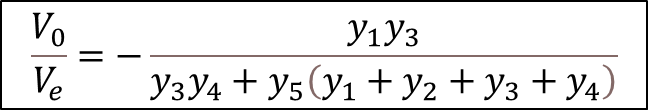 V₀/Vₑ = − y₁y₃ / (y₃y₄ + y₅(y₁ + y₂ + y₃ + y₄))